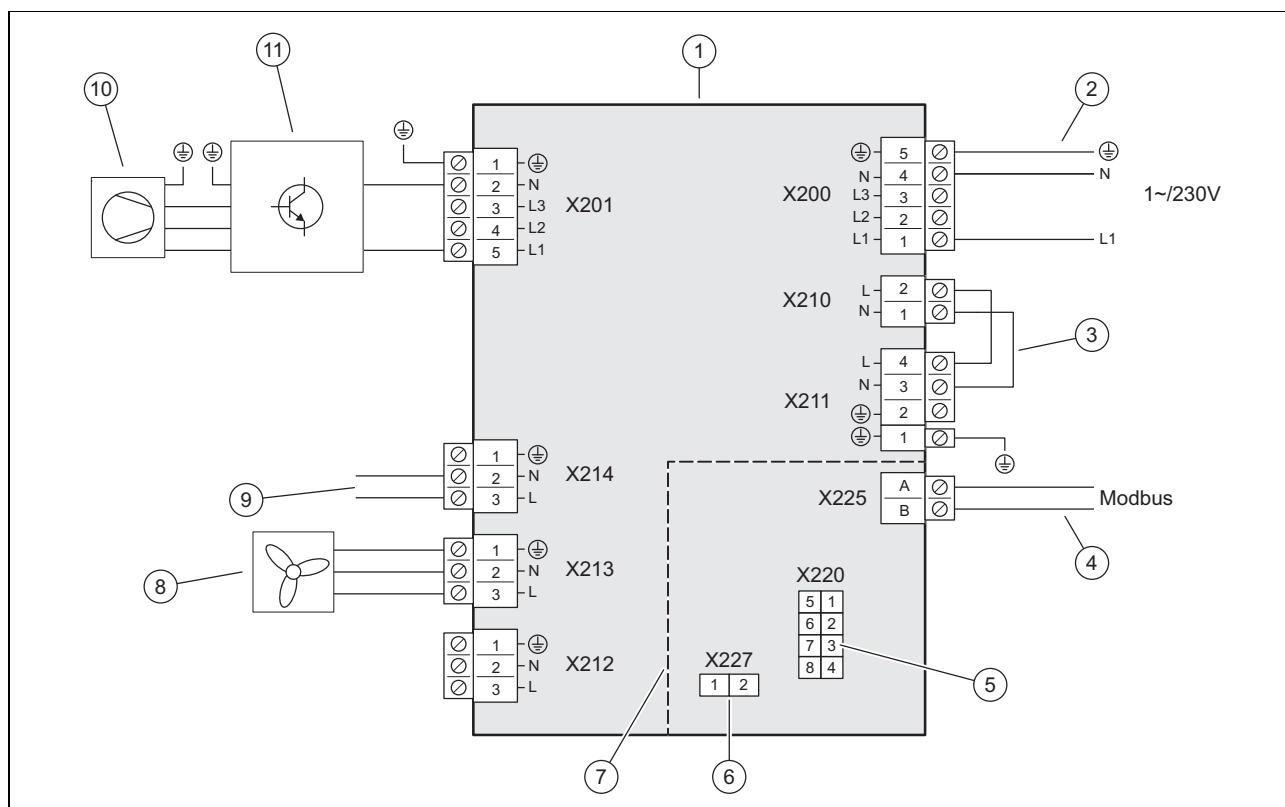 10
11
1
2
X201
1
2 N
3 L3
4 L2
5 L1
X200
5
N 4
L3 3
L2 2
L1 1
N
L1
1~/230V
X210
L 2
N 1
3
X211
L 4
N 3
2
1
X214
1
2 N
3 L
9
X225
A
B
Modbus
4
X213
1
2 N
3 L
8
X220
5 1
6 2
7 3
8 4
5
X212
1
2 N
3 L
X227
1 2
7
6